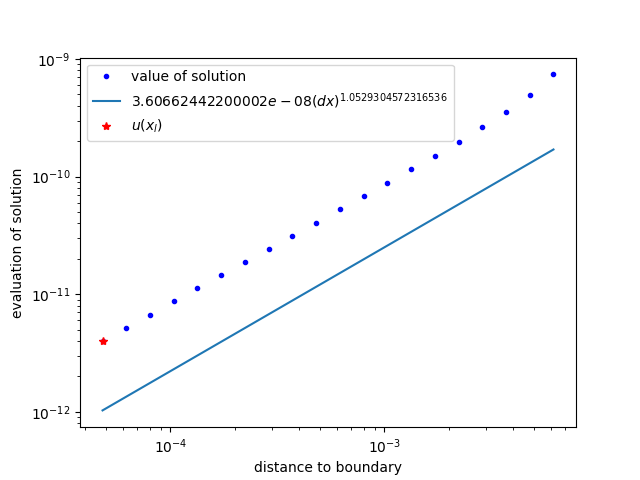 10⁻⁹
value of solution
3.60662442200002e − 08(dx)^1.0529304572316536
u(x_l)
10⁻¹⁰
10⁻¹¹
10⁻¹²
evaluation of solution
10⁻⁴
10⁻³
distance to boundary